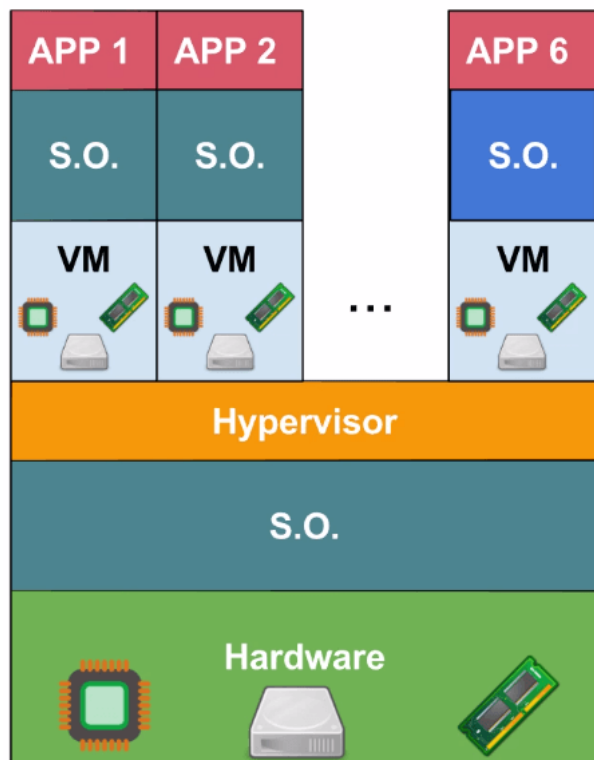 APP 1
APP 2
APP 6
S.O.
S.O.
S.O.
VM
VM
...
VM
Hypervisor
S.O.
Hardware